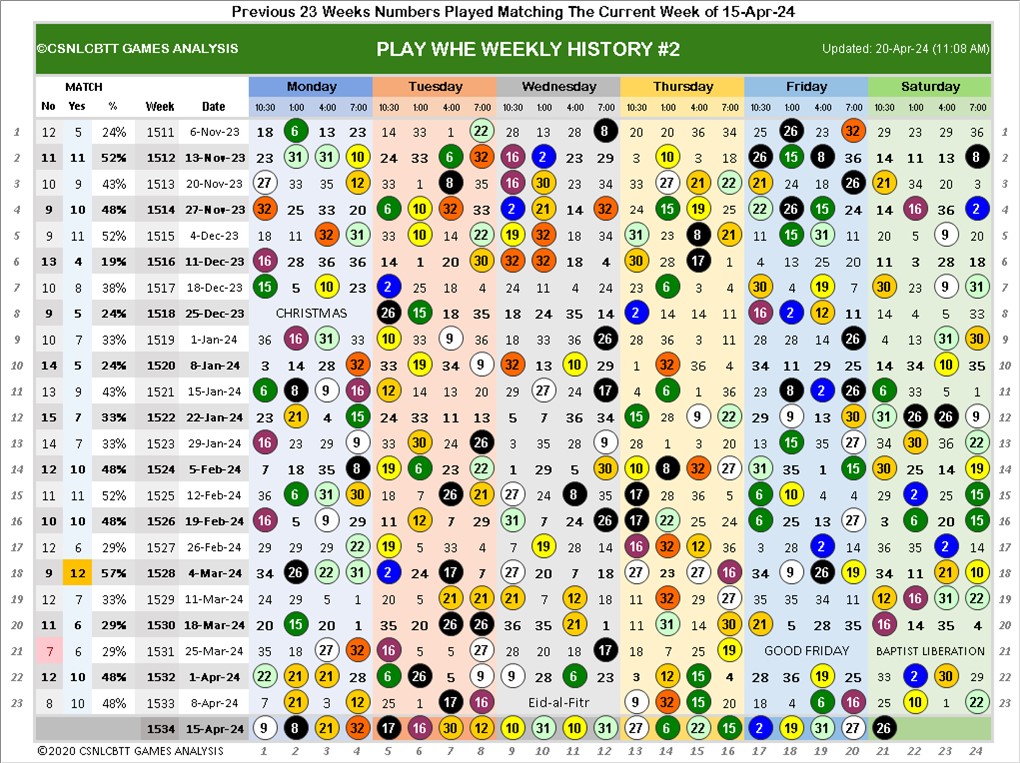 Previous 23 Weeks Numbers Played Matching The Current Week of 15-Apr-24
©CSNLCBTT GAMES ANALYSIS PLAY WHE WEEKLY HISTORY #2 Updated: 20-Apr-24 (11:08 AM)
MATCH Monday Tuesday Wednesday Thursday Friday Saturday
No Yes % Week Date 10:30 1:00 4:00 7:00 10:30 1:00 4:00 7:00 10:30 1:00 4:00 7:00 10:30 1:00 4:00 7:00 10:30 1:00 4:00 7:00 10:30 1:00 4:00 7:00
1 12 5 24% 1511 6-Nov-23 18 6 13 23 14 33 1 22 28 13 28 8 20 20 36 34 25 26 23 32 29 23 29 36 1
2 11 11 52% 1512 13-Nov-23 23 31 31 10 24 33 6 32 16 2 23 29 3 10 3 18 26 15 8 36 14 11 13 8 2
3 10 9 43% 1513 20-Nov-23 27 33 35 12 33 1 8 35 16 30 23 34 33 27 21 22 21 24 18 26 21 34 20 3 3
4 9 10 48% 1514 27-Nov-23 32 25 33 20 6 10 32 33 2 21 14 32 24 15 19 25 22 26 15 24 14 16 36 2 4
5 9 11 52% 1515 4-Dec-23 18 11 32 31 33 10 14 22 19 32 18 34 31 23 8 21 11 15 31 11 20 5 9 20 5
6 13 4 19% 1516 11-Dec-23 16 28 36 36 14 1 20 30 32 32 18 4 30 28 17 1 4 13 25 20 11 3 28 18 6
7 10 8 38% 1517 18-Dec-23 15 5 10 23 2 25 18 4 24 11 4 24 13 6 3 4 30 4 19 7 30 23 9 31 7
8 9 5 24% 1518 25-Dec-23 CHRISTMAS 26 15 18 35 18 24 35 14 2 14 14 11 16 2 12 11 14 4 5 33 8
9 10 7 33% 1519 1-Jan-24 36 16 31 33 10 33 9 36 18 33 23 26 28 36 3 11 28 28 14 26 4 23 31 30 9
10 14 5 24% 1520 8-Jan-24 3 14 28 32 33 19 34 9 32 13 10 29 1 32 36 4 34 11 29 25 14 34 10 35 10
11 13 9 43% 1521 15-Jan-24 6 8 9 16 12 14 13 20 29 27 24 17 4 6 1 36 23 8 2 26 6 33 5 1 11
12 15 7 33% 1522 22-Jan-24 23 21 4 15 24 33 11 13 5 7 36 34 15 28 9 22 29 9 13 30 31 26 26 9 12
13 14 7 33% 1523 29-Jan-24 16 23 29 9 33 30 24 26 3 35 28 9 28 1 3 20 13 15 35 27 34 30 36 22 13
14 12 10 48% 1524 5-Feb-24 7 18 35 8 19 6 23 22 1 29 5 30 10 8 32 27 31 35 1 15 30 25 14 19 14
15 11 11 52% 1525 12-Feb-24 36 6 31 30 18 7 26 21 27 24 8 35 17 28 36 5 6 10 4 4 29 2 25 15 15
16 10 10 48% 1526 19-Feb-24 16 5 9 29 11 12 7 29 31 7 24 26 17 22 25 24 6 25 13 27 3 6 20 15 16
17 12 6 29% 1527 26-Feb-24 29 29 29 22 19 5 33 4 7 19 28 14 16 32 12 36 3 28 2 14 36 35 2 14 17
18 9 12 57% 1528 4-Mar-24 34 26 22 31 2 24 17 7 27 20 7 18 27 23 27 16 34 9 26 19 34 11 21 10 18
19 12 7 33% 1529 11-Mar-24 24 29 5 1 20 5 21 21 21 7 12 18 11 32 29 27 35 35 34 11 12 16 31 22 19
20 11 6 29% 1530 18-Mar-24 20 15 20 1 35 20 26 26 36 35 21 1 11 31 14 30 21 5 28 35 16 14 35 4 20
21 7 6 29% 1531 25-Mar-24 35 18 27 32 16 5 5 27 28 20 18 17 18 7 25 19 GOOD FRIDAY BAPTIST LIBERATION 21
22 12 10 48% 1532 1-Apr-24 22 21 21 28 6 26 5 9 9 28 6 23 3 12 15 4 28 36 19 25 33 2 30 29 22
23 8 10 48% 1533 8-Apr-24 7 21 3 12 25 1 17 16 Eid-al-Fitr 9 32 15 4 18 4 6 16 25 10 1 22 23
1534 15-Apr-24 9 8 21 32 17 16 30 12 10 31 10 31 27 6 22 15 2 19 31 27 26
©2020 CSNLCBTT GAMES ANALYSIS 1 2 3 4 5 6 7 8 9 10 11 12 13 14 15 16 17 18 19 20 21 22 23 24